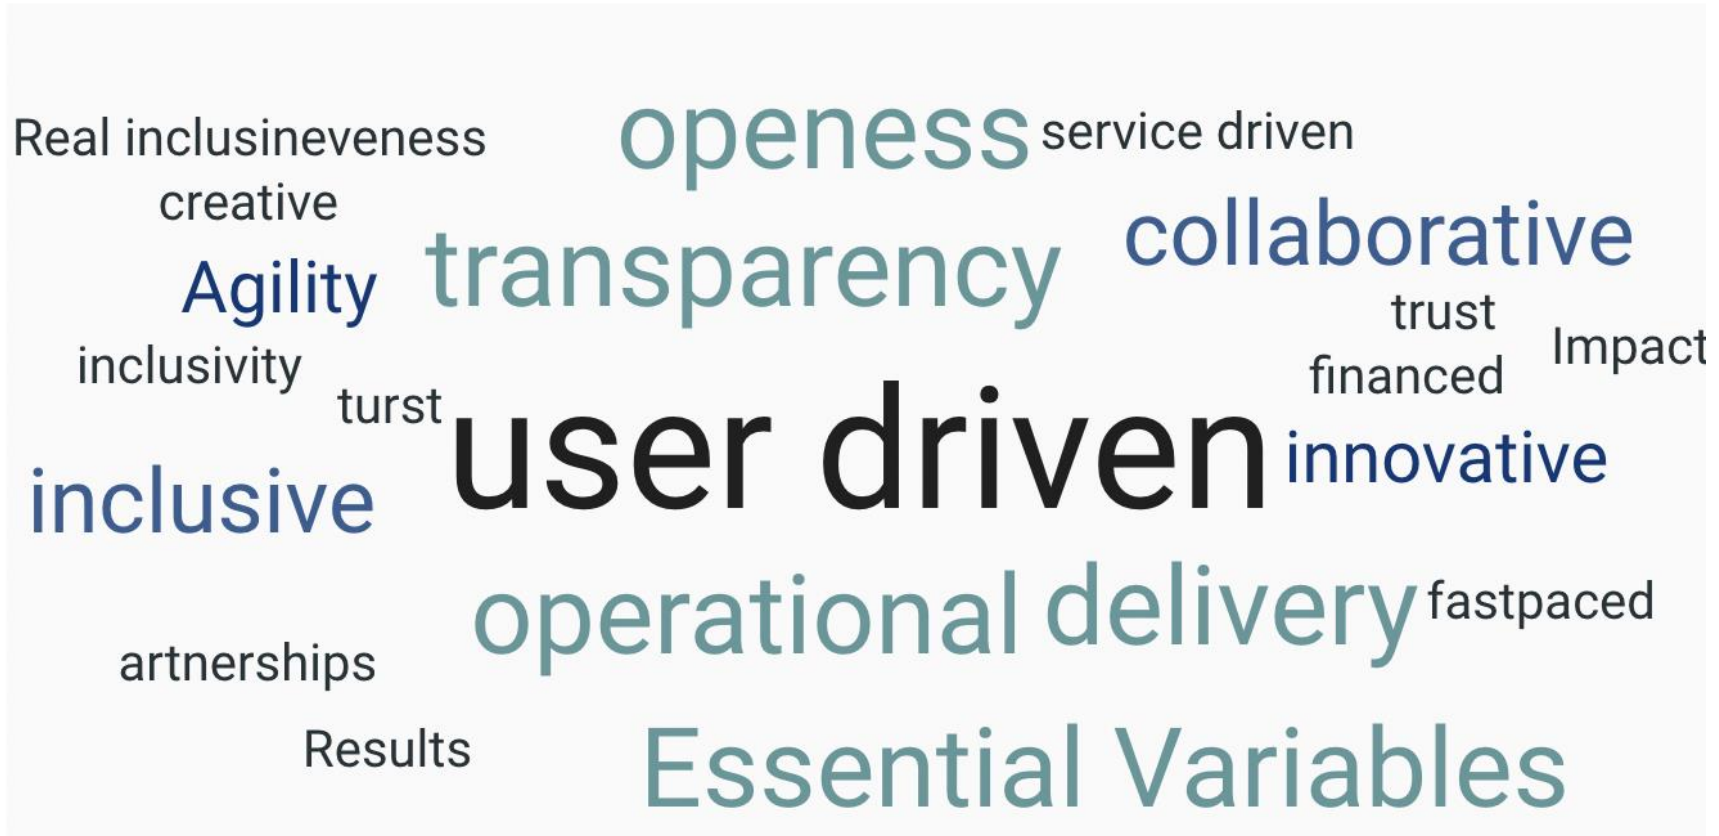 openess
service driven
Real inclusineveness
creative
collaborative
transparency
Agility
trust
Impact
inclusivity
financed
turst
user driven
innovative
inclusive
operational
delivery
fastpaced
artnerships
Results
Essential Variables